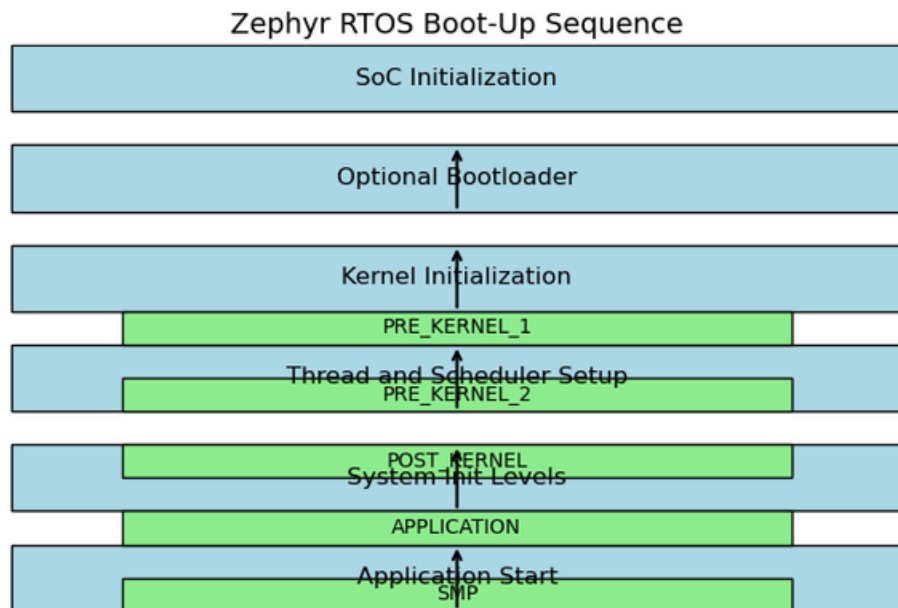 Zephyr RTOS Boot-Up Sequence
SoC Initialization
Optional Bootloader
Kernel Initialization
PRE_KERNEL_1
Thread and Scheduler Setup
PRE_KERNEL_2
POST_KERNEL
System Init Levels
APPLICATION
Application Start
SMP